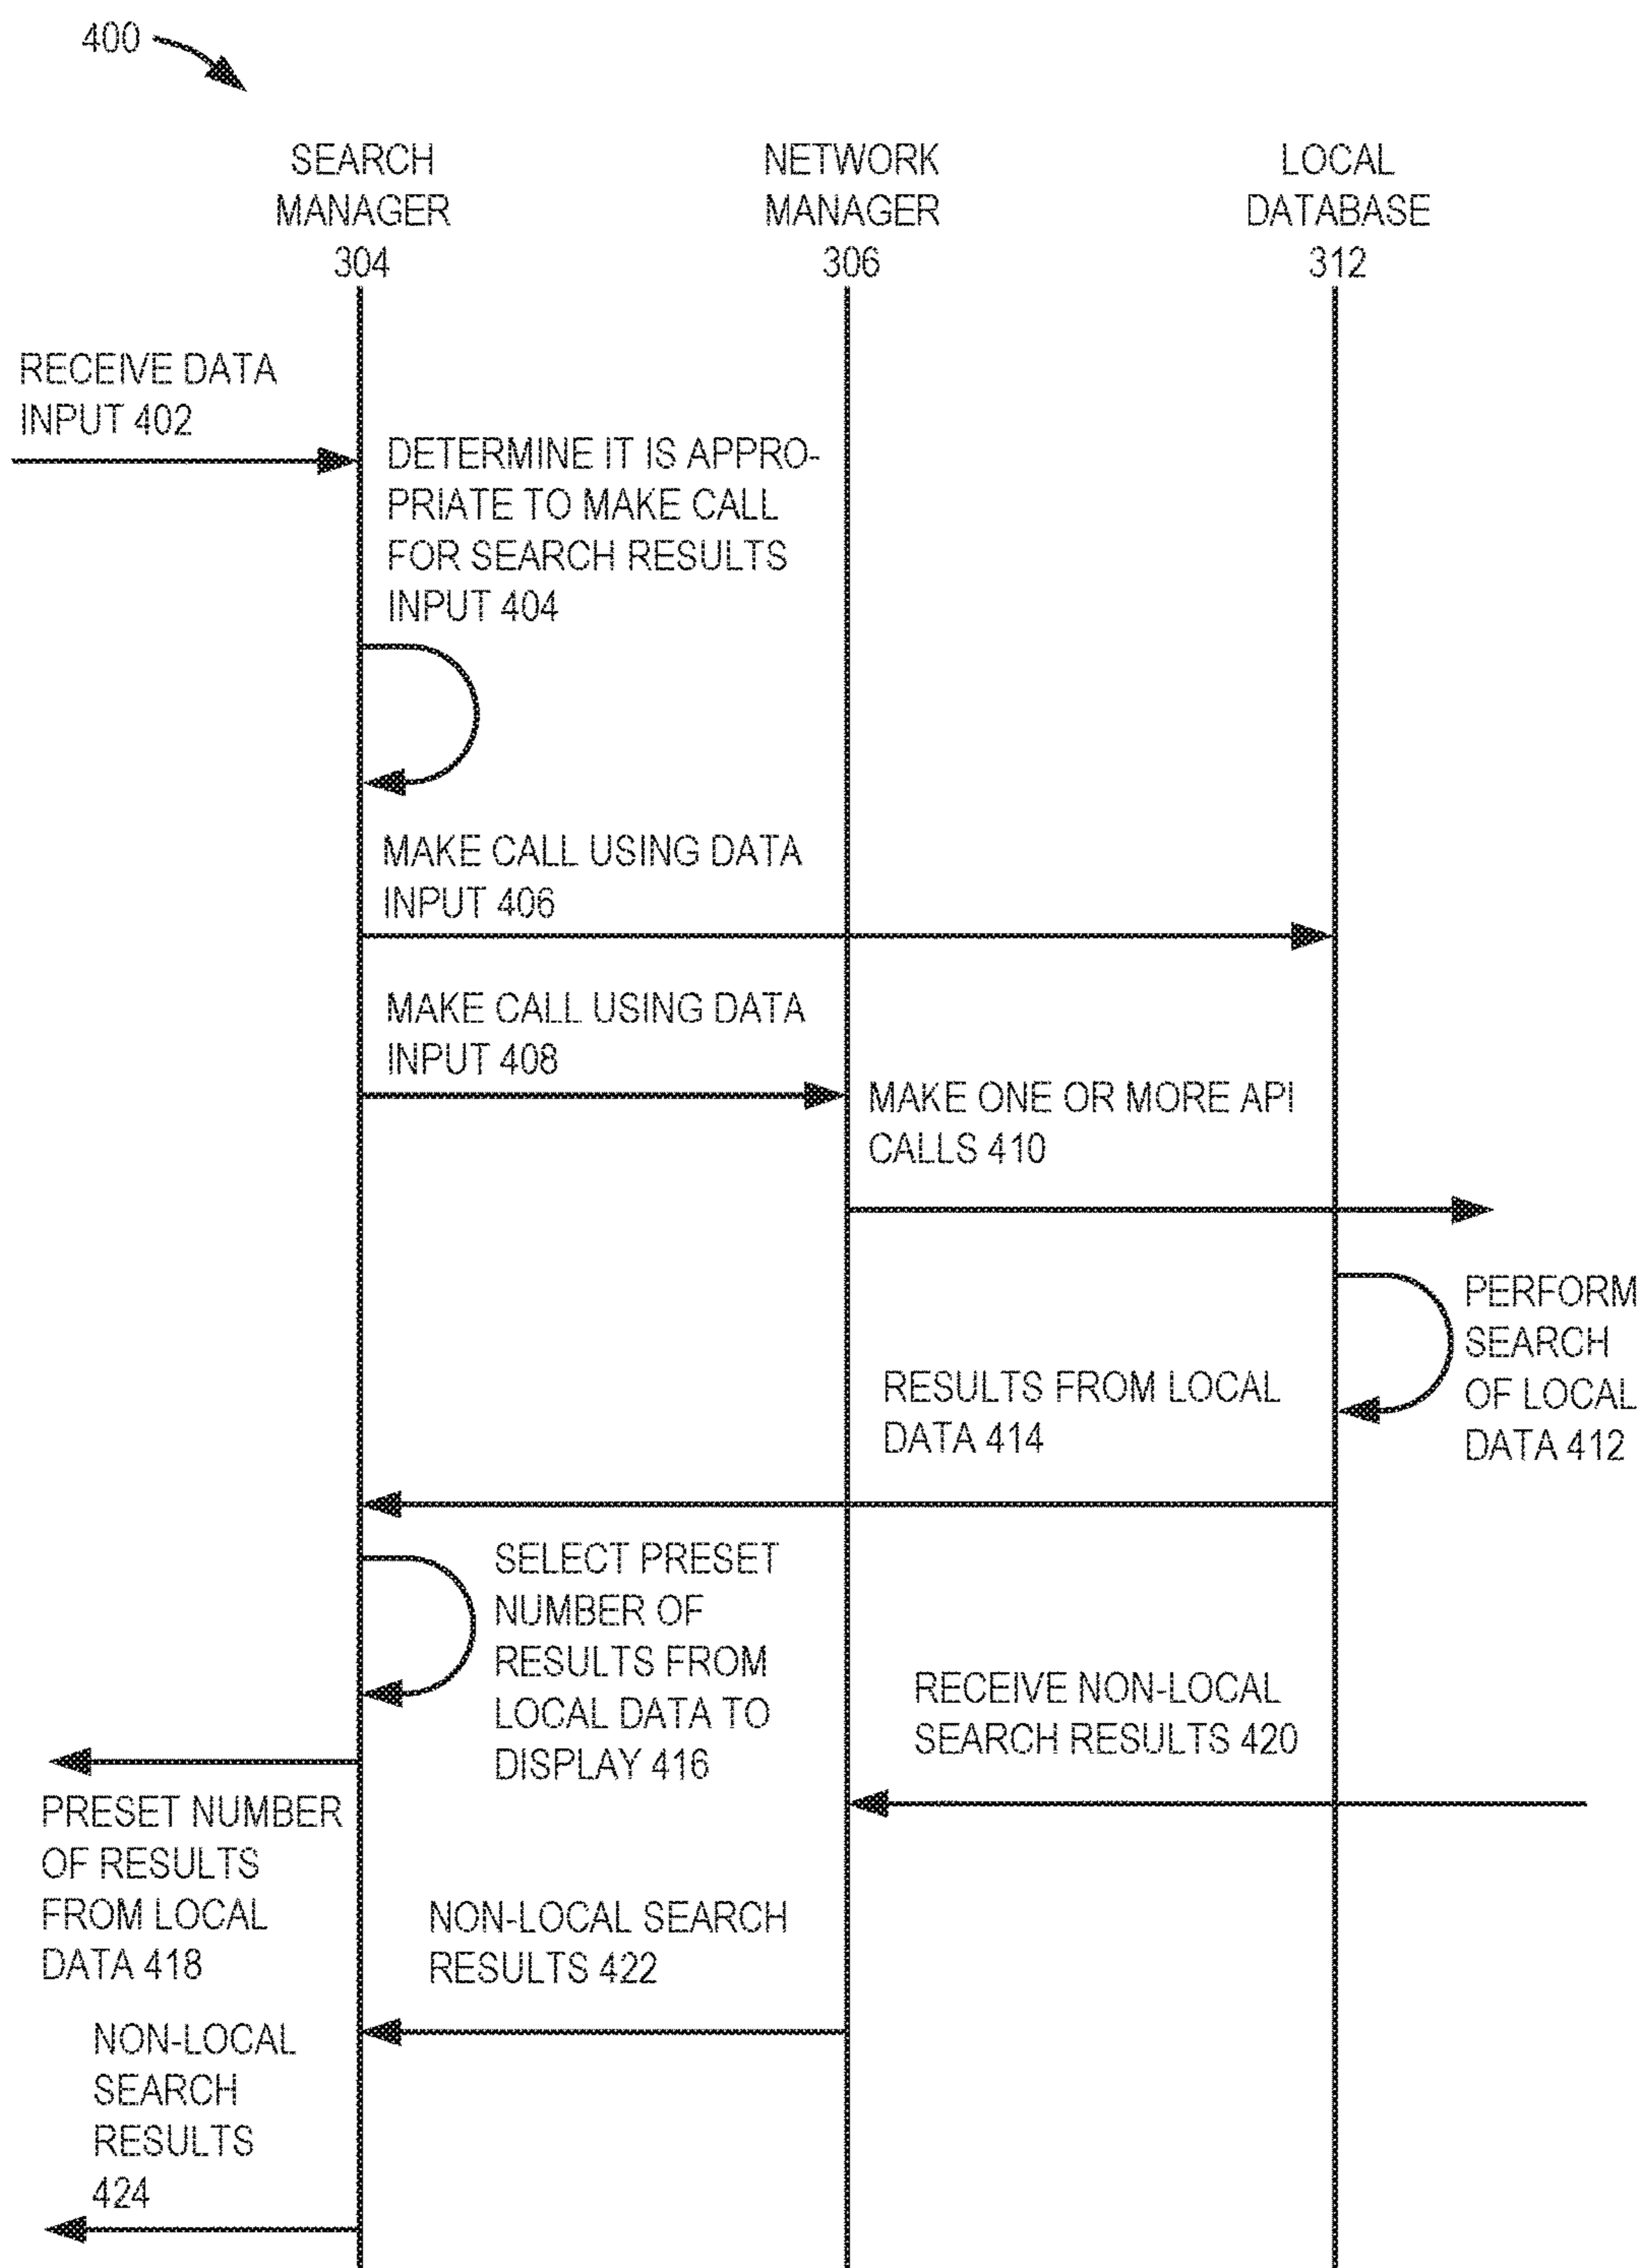 400
SEARCH
MANAGER
304
NETWORK
MANAGER
306
LOCAL
DATABASE
312
RECEIVE DATA
INPUT 402
DETERMINE IT IS APPRO-
PRIATE TO MAKE CALL
FOR SEARCH RESULTS
INPUT 404
MAKE CALL USING DATA
INPUT 406
MAKE CALL USING DATA
INPUT 408
MAKE ONE OR MORE API
CALLS 410
PERFORM
SEARCH
OF LOCAL
DATA 412
RESULTS FROM LOCAL
DATA 414
SELECT PRESET
NUMBER OF
RESULTS FROM
LOCAL DATA TO
DISPLAY 416
PRESET NUMBER
OF RESULTS
FROM LOCAL
DATA 418
RECEIVE NON-LOCAL
SEARCH RESULTS 420
NON-LOCAL SEARCH
RESULTS 422
NON-LOCAL
SEARCH
RESULTS
424